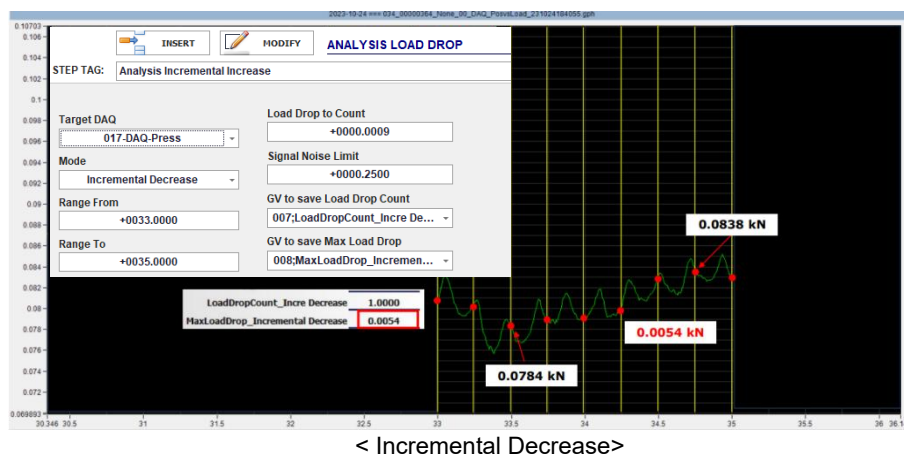 2023-10-24 === 034_00000364_None_00_DAQ_PosvsLoad_231024184055.gph
INSERT
MODIFY
ANALYSIS LOAD DROP
STEP TAG:
Analysis Incremental Increase
Target DAQ
017-DAQ-Press
Mode
Incremental Decrease
Range From
+0033.0000
Range To
+0035.0000
Load Drop to Count
+0000.0009
Signal Noise Limit
+0000.2500
GV to save Load Drop Count
007;LoadDropCount_Incre De...
GV to save Max Load Drop
008;MaxLoadDrop_Incremen...
LoadDropCount_Incre Decrease 1.0000
MaxLoadDrop_Incremental Decrease 0.0054
0.0838 kN
0.0054 kN
0.0784 kN
0.10703
0.106
0.104
0.102
0.1
0.098
0.096
0.094
0.092
0.09
0.088
0.086
0.084
0.082
0.08
0.078
0.076
0.074
0.072
0.069893
30.346 30.5 31 31.5 32 32.5 33 33.5 34 34.5 35 35.5 36 36.1
< Incremental Decrease>